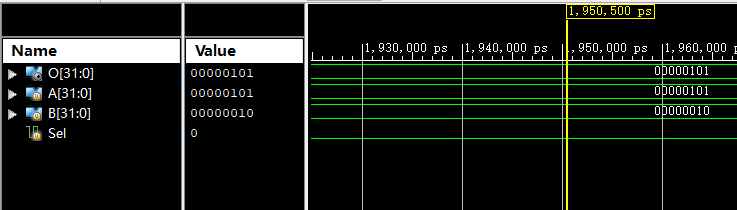 1,950,500 ps
Name Value
1,930,000 ps 1,940,000 ps 1,950,000 ps 1,960,000 ps
O[31:0] 00000101 00000101
A[31:0] 00000101 00000101
B[31:0] 00000010 00000010
Sel 0